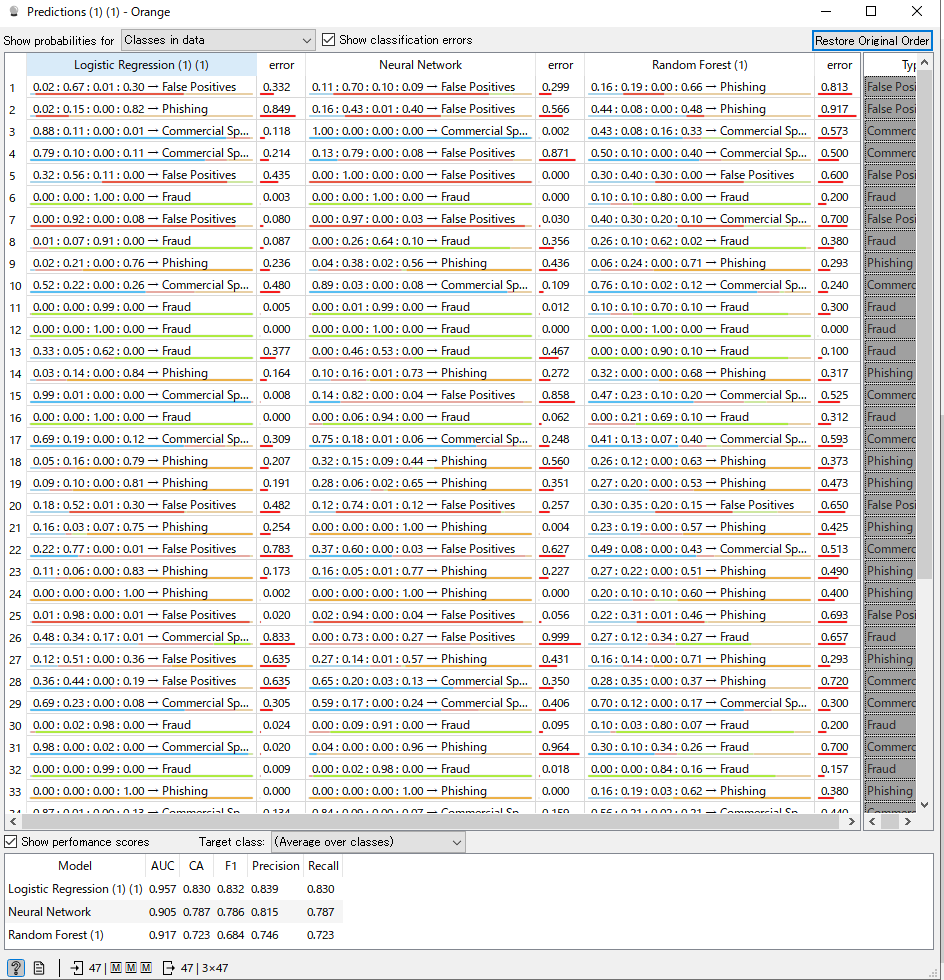 Predictions (1) (1) - Orange
Show probabilities for Classes in data Show classification errors Restore Original Order
Logistic Regression (1) (1) error Neural Network error Random Forest (1) error Typ
1 0.02 : 0.67 : 0.01 : 0.30 → False Positives 0.332 0.11 : 0.70 : 0.10 : 0.09 → False Positives 0.299 0.16 : 0.19 : 0.00 : 0.66 → Phishing 0.813 False Posi
2 0.02 : 0.15 : 0.00 : 0.82 → Phishing 0.849 0.16 : 0.43 : 0.01 : 0.40 → False Positives 0.566 0.44 : 0.08 : 0.00 : 0.48 → Phishing 0.917 False Posi
3 0.88 : 0.11 : 0.00 : 0.01 → Commercial Sp... 0.118 1.00 : 0.00 : 0.00 : 0.00 → Commercial Sp... 0.002 0.43 : 0.08 : 0.16 : 0.33 → Commercial Sp... 0.573 Commerc
4 0.79 : 0.10 : 0.00 : 0.11 → Commercial Sp... 0.214 0.13 : 0.79 : 0.00 : 0.08 → False Positives 0.871 0.50 : 0.10 : 0.00 : 0.40 → Commercial Sp... 0.500 Commerc
5 0.32 : 0.56 : 0.11 : 0.00 → False Positives 0.435 0.00 : 1.00 : 0.00 : 0.00 → False Positives 0.000 0.30 : 0.40 : 0.30 : 0.00 → False Positives 0.600 False Posi
6 0.00 : 0.00 : 1.00 : 0.00 → Fraud 0.003 0.00 : 0.00 : 1.00 : 0.00 → Fraud 0.000 0.10 : 0.10 : 0.80 : 0.00 → Fraud 0.200 Fraud
7 0.00 : 0.92 : 0.00 : 0.08 → False Positives 0.080 0.00 : 0.97 : 0.00 : 0.03 → False Positives 0.030 0.40 : 0.30 : 0.20 : 0.10 → Commercial Sp... 0.700 False Posi
8 0.01 : 0.07 : 0.91 : 0.00 → Fraud 0.087 0.00 : 0.26 : 0.64 : 0.10 → Fraud 0.356 0.26 : 0.10 : 0.62 : 0.02 → Fraud 0.380 Fraud
9 0.02 : 0.21 : 0.00 : 0.76 → Phishing 0.236 0.04 : 0.38 : 0.02 : 0.56 → Phishing 0.436 0.06 : 0.24 : 0.00 : 0.71 → Phishing 0.293 Phishing
10 0.52 : 0.22 : 0.00 : 0.26 → Commercial Sp... 0.480 0.89 : 0.03 : 0.00 : 0.08 → Commercial Sp... 0.109 0.76 : 0.10 : 0.02 : 0.12 → Commercial Sp... 0.240 Commerc
11 0.00 : 0.00 : 0.99 : 0.00 → Fraud 0.005 0.00 : 0.01 : 0.99 : 0.00 → Fraud 0.012 0.10 : 0.10 : 0.70 : 0.10 → Fraud 0.300 Fraud
12 0.00 : 0.00 : 1.00 : 0.00 → Fraud 0.000 0.00 : 0.00 : 1.00 : 0.00 → Fraud 0.000 0.00 : 0.00 : 1.00 : 0.00 → Fraud 0.000 Fraud
13 0.33 : 0.05 : 0.62 : 0.00 → Fraud 0.377 0.00 : 0.46 : 0.53 : 0.00 → Fraud 0.467 0.00 : 0.00 : 0.90 : 0.10 → Fraud 0.100 Fraud
14 0.03 : 0.14 : 0.00 : 0.84 → Phishing 0.164 0.10 : 0.16 : 0.01 : 0.73 → Phishing 0.272 0.32 : 0.00 : 0.00 : 0.68 → Phishing 0.317 Phishing
15 0.99 : 0.01 : 0.00 : 0.00 → Commercial Sp... 0.008 0.14 : 0.82 : 0.00 : 0.04 → False Positives 0.858 0.47 : 0.23 : 0.10 : 0.20 → Commercial Sp... 0.525 Commerc
16 0.00 : 0.00 : 1.00 : 0.00 → Fraud 0.000 0.00 : 0.06 : 0.94 : 0.00 → Fraud 0.062 0.00 : 0.21 : 0.69 : 0.10 → Fraud 0.312 Fraud
17 0.69 : 0.19 : 0.00 : 0.12 → Commercial Sp... 0.309 0.75 : 0.18 : 0.01 : 0.06 → Commercial Sp... 0.248 0.41 : 0.13 : 0.07 : 0.40 → Commercial Sp... 0.593 Commerc
18 0.05 : 0.16 : 0.00 : 0.79 → Phishing 0.207 0.32 : 0.15 : 0.09 : 0.44 → Phishing 0.560 0.26 : 0.12 : 0.00 : 0.63 → Phishing 0.373 Phishing
19 0.09 : 0.10 : 0.00 : 0.81 → Phishing 0.191 0.28 : 0.06 : 0.02 : 0.65 → Phishing 0.351 0.27 : 0.20 : 0.00 : 0.53 → Phishing 0.473 Phishing
20 0.18 : 0.52 : 0.01 : 0.30 → False Positives 0.482 0.12 : 0.74 : 0.01 : 0.12 → False Positives 0.257 0.30 : 0.35 : 0.20 : 0.15 → False Positives 0.650 False Posi
21 0.16 : 0.03 : 0.07 : 0.75 → Phishing 0.254 0.00 : 0.00 : 0.00 : 1.00 → Phishing 0.004 0.23 : 0.19 : 0.00 : 0.57 → Phishing 0.425 Phishing
22 0.22 : 0.77 : 0.00 : 0.01 → False Positives 0.783 0.37 : 0.60 : 0.00 : 0.03 → False Positives 0.627 0.49 : 0.08 : 0.00 : 0.43 → Commercial Sp... 0.513 Commerc
23 0.11 : 0.06 : 0.00 : 0.83 → Phishing 0.173 0.16 : 0.05 : 0.01 : 0.77 → Phishing 0.227 0.27 : 0.22 : 0.00 : 0.51 → Phishing 0.490 Phishing
24 0.00 : 0.00 : 0.00 : 1.00 → Phishing 0.002 0.00 : 0.00 : 0.00 : 1.00 → Phishing 0.000 0.20 : 0.10 : 0.10 : 0.60 → Phishing 0.400 Phishing
25 0.01 : 0.98 : 0.00 : 0.01 → False Positives 0.020 0.02 : 0.94 : 0.00 : 0.04 → False Positives 0.056 0.22 : 0.31 : 0.01 : 0.46 → Phishing 0.693 False Posi
26 0.48 : 0.34 : 0.17 : 0.01 → Commercial Sp... 0.833 0.00 : 0.73 : 0.00 : 0.27 → False Positives 0.999 0.27 : 0.12 : 0.34 : 0.27 → Fraud 0.657 Fraud
27 0.12 : 0.51 : 0.00 : 0.36 → False Positives 0.635 0.27 : 0.14 : 0.01 : 0.57 → Phishing 0.431 0.16 : 0.14 : 0.00 : 0.71 → Phishing 0.293 Phishing
28 0.36 : 0.44 : 0.00 : 0.19 → False Positives 0.635 0.65 : 0.20 : 0.03 : 0.13 → Commercial Sp... 0.350 0.28 : 0.35 : 0.00 : 0.37 → Phishing 0.720 Commerc
29 0.69 : 0.23 : 0.00 : 0.08 → Commercial Sp... 0.305 0.59 : 0.17 : 0.00 : 0.24 → Commercial Sp... 0.406 0.70 : 0.12 : 0.00 : 0.17 → Commercial Sp... 0.300 Commerc
30 0.00 : 0.02 : 0.98 : 0.00 → Fraud 0.024 0.00 : 0.09 : 0.91 : 0.00 → Fraud 0.095 0.10 : 0.03 : 0.80 : 0.07 → Fraud 0.200 Fraud
31 0.98 : 0.00 : 0.02 : 0.00 → Commercial Sp... 0.020 0.04 : 0.00 : 0.00 : 0.96 → Phishing 0.964 0.30 : 0.10 : 0.34 : 0.26 → Fraud 0.700 Commerc
32 0.00 : 0.00 : 0.99 : 0.00 → Fraud 0.009 0.00 : 0.02 : 0.98 : 0.00 → Fraud 0.018 0.00 : 0.00 : 0.84 : 0.16 → Fraud 0.157 Fraud
33 0.00 : 0.00 : 0.00 : 1.00 → Phishing 0.000 0.00 : 0.00 : 0.00 : 1.00 → Phishing 0.000 0.16 : 0.19 : 0.03 : 0.62 → Phishing 0.380 Phishing
Show perfomance scores Target class: (Average over classes)
Model AUC CA F1 Precision Recall
Logistic Regression (1) (1) 0.957 0.830 0.832 0.839 0.830
Neural Network 0.905 0.787 0.786 0.815 0.787
Random Forest (1) 0.917 0.723 0.684 0.746 0.723
? 47 | M M M 47 | 3×47